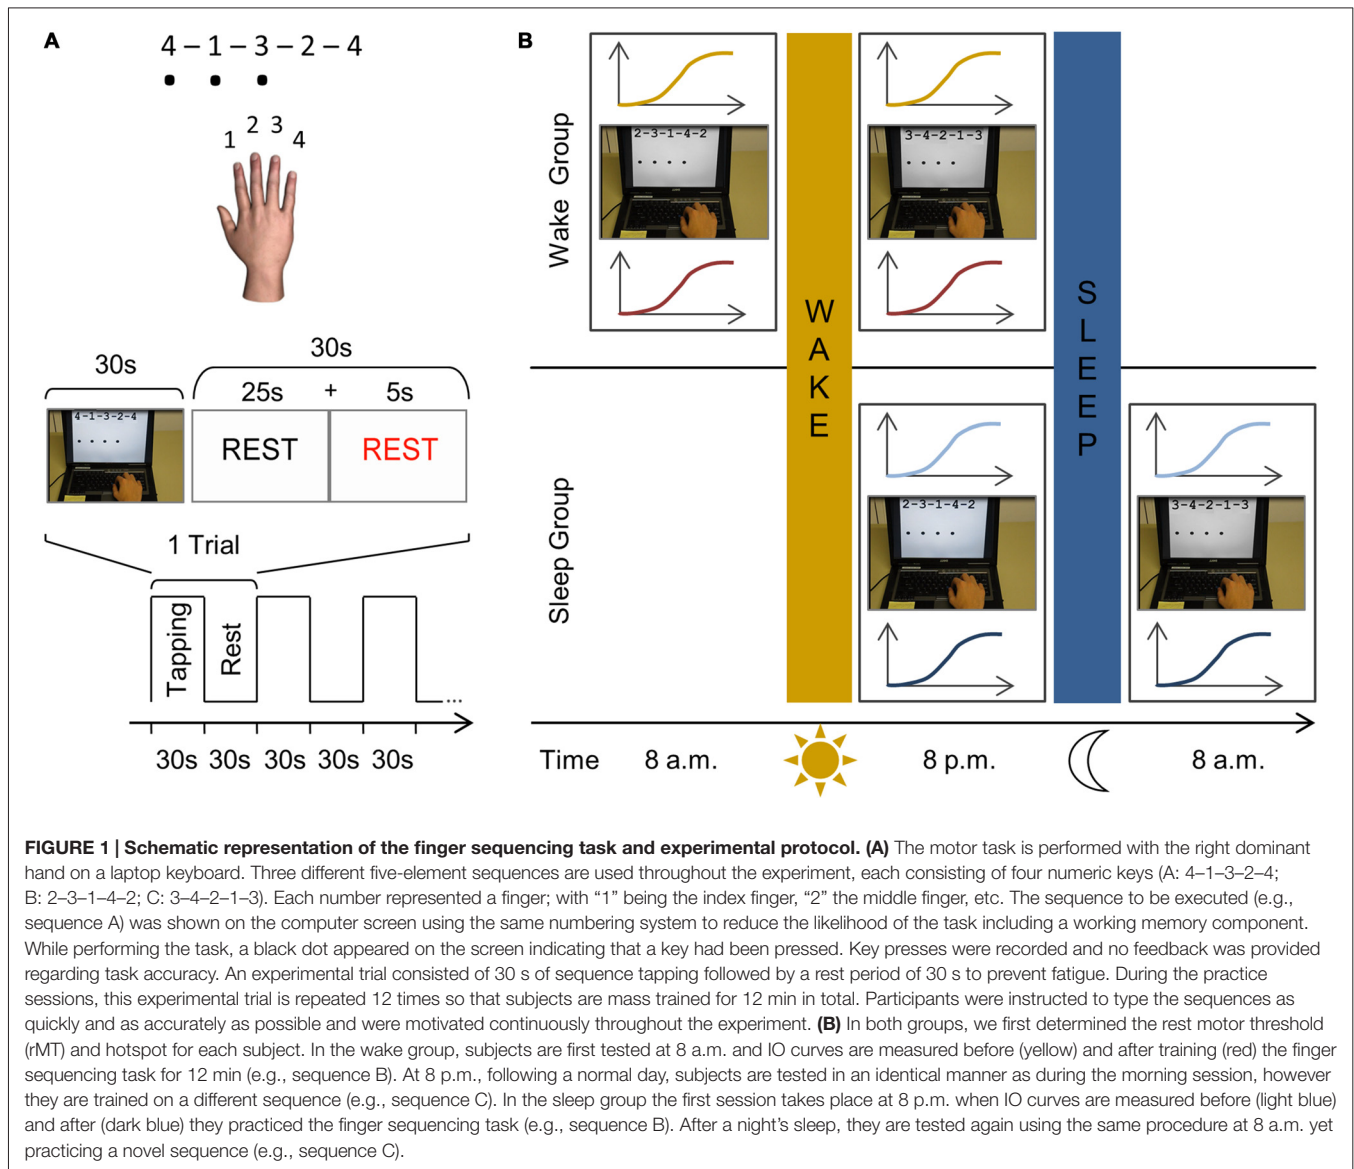 A
4 – 1 – 3 – 2 – 4
1 2 3 4
30s
30s
25s + 5s
4-1-3-2-4
REST
REST
1 Trial
Tapping
Rest
...
30s 30s 30s 30s 30s
B
Wake Group
2-3-1-4-2
3-4-2-1-3
WAKE
SLEEP
Sleep Group
2-3-1-4-2
3-4-2-1-3
Time 8 a.m. 8 p.m. 8 a.m.
FIGURE 1 | Schematic representation of the finger sequencing task and experimental protocol. (A) The motor task is performed with the right dominant
hand on a laptop keyboard. Three different five-element sequences are used throughout the experiment, each consisting of four numeric keys (A: 4–1–3–2–4;
B: 2–3–1–4–2; C: 3–4–2–1–3). Each number represented a finger; with “1” being the index finger, “2” the middle finger, etc. The sequence to be executed (e.g.,
sequence A) was shown on the computer screen using the same numbering system to reduce the likelihood of the task including a working memory component.
While performing the task, a black dot appeared on the screen indicating that a key had been pressed. Key presses were recorded and no feedback was provided
regarding task accuracy. An experimental trial consisted of 30 s of sequence tapping followed by a rest period of 30 s to prevent fatigue. During the practice
sessions, this experimental trial is repeated 12 times so that subjects are mass trained for 12 min in total. Participants were instructed to type the sequences as
quickly and as accurately as possible and were motivated continuously throughout the experiment. (B) In both groups, we first determined the rest motor threshold
(rMT) and hotspot for each subject. In the wake group, subjects are first tested at 8 a.m. and IO curves are measured before (yellow) and after training (red) the finger
sequencing task for 12 min (e.g., sequence B). At 8 p.m., following a normal day, subjects are tested in an identical manner as during the morning session, however
they are trained on a different sequence (e.g., sequence C). In the sleep group the first session takes place at 8 p.m. when IO curves are measured before (light blue)
and after (dark blue) they practiced the finger sequencing task (e.g., sequence B). After a night’s sleep, they are tested again using the same procedure at 8 a.m. yet
practicing a novel sequence (e.g., sequence C).